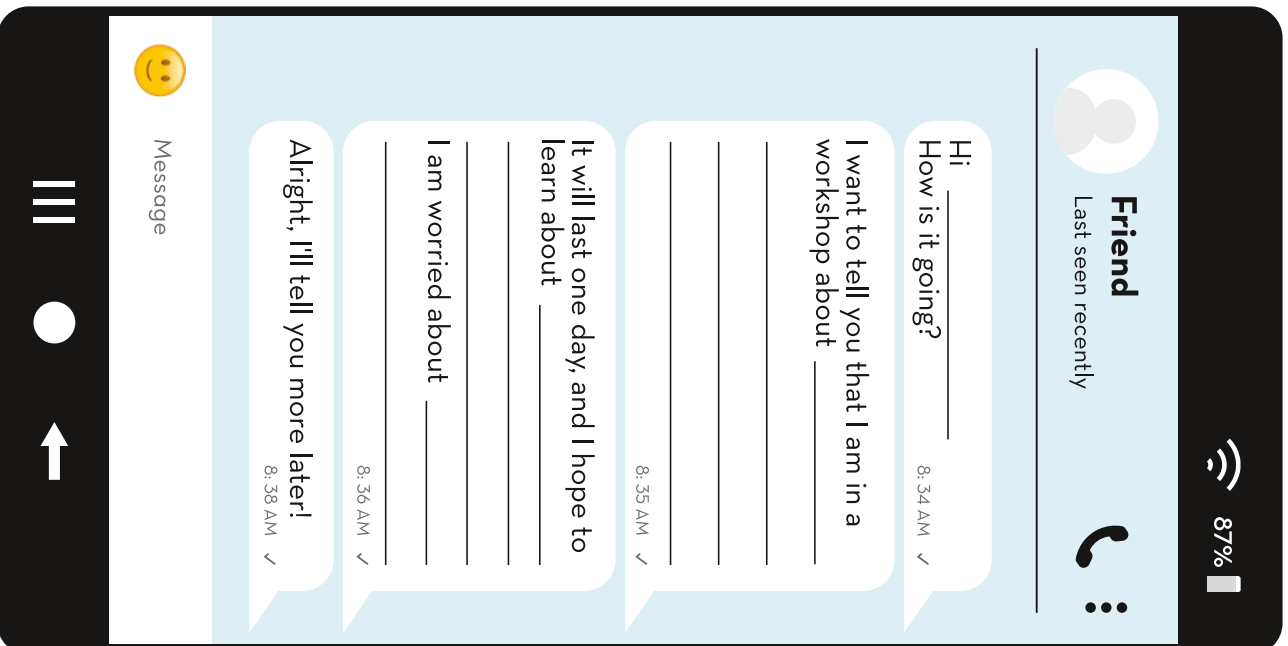 87%
Friend
Last seen recently
Hi
How is it going?
8: 34 AM
I want to tell you that I am in a
workshop about
8: 35 AM
It will last one day, and I hope to
learn about
I am worried about
8: 36 AM
Alright, I'll tell you more later!
8: 38 AM
Message